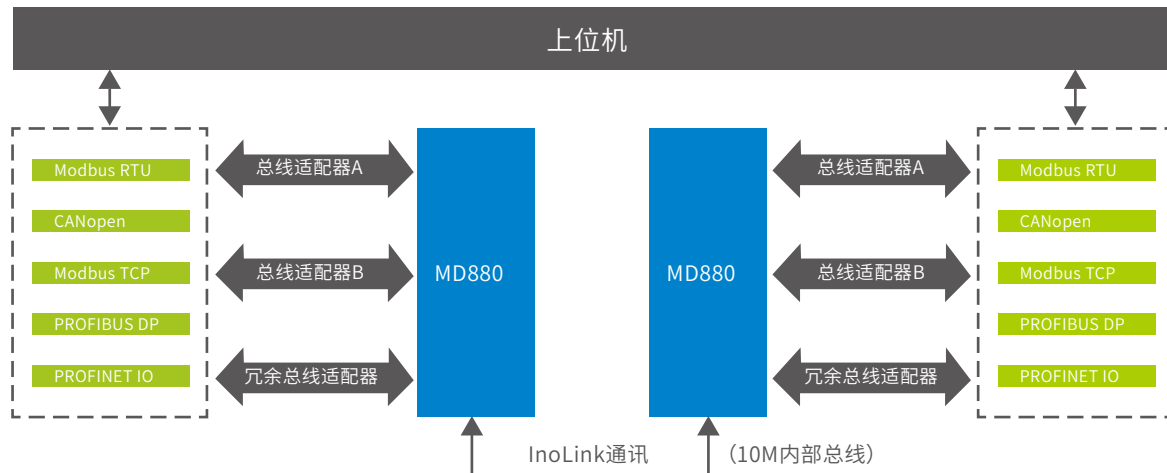 上位机
Modbus RTU
CANopen
Modbus TCP
PROFIBUS DP
PROFINET IO
总线适配器A
总线适配器B
冗余总线适配器
MD880
MD880
总线适配器A
总线适配器B
冗余总线适配器
Modbus RTU
CANopen
Modbus TCP
PROFIBUS DP
PROFINET IO
InoLink通讯 （10M内部总线）